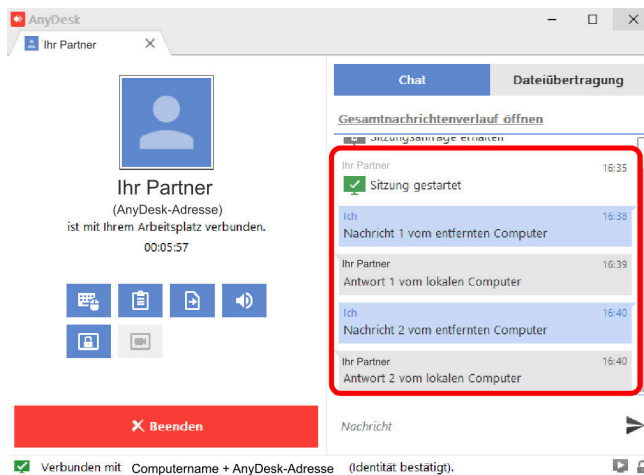 AnyDesk
Ihr Partner
Ihr Partner
(AnyDesk-Adresse)
ist mit Ihrem Arbeitsplatz verbunden.
00:05:57
Beenden
Chat
Dateiübertragung
Gesamtnachrichtenverlauf öffnen
Sitzungsanfrage erhalten
Ihr Partner 16:35
Sitzung gestartet
Ich 16:38
Nachricht 1 vom entfernten Computer
Ihr Partner 16:39
Antwort 1 vom lokalen Computer
Ich 16:40
Nachricht 2 vom entfernten Computer
Ihr Partner 16:40
Antwort 2 vom lokalen Computer
Nachricht
Verbunden mit Computername + AnyDesk-Adresse (Identität bestätigt).